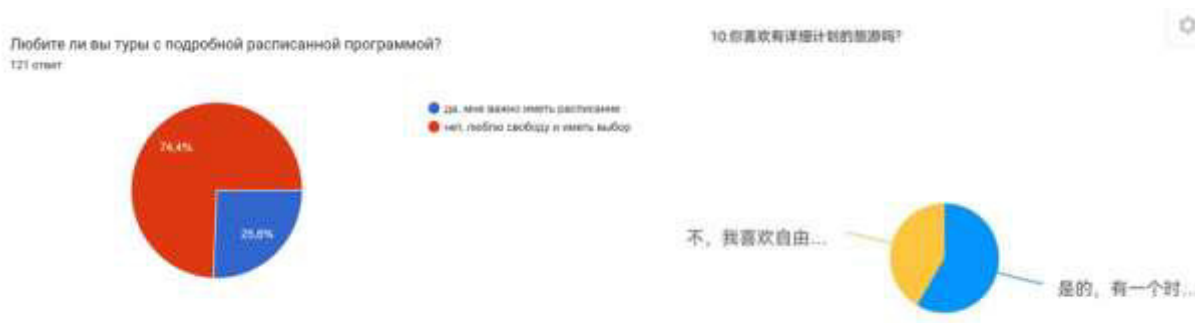 Любите ли вы туры с подробной расписанной программой?
121 ответ
да, мне важно иметь расписание
нет, люблю свободу и иметь выбор
74,4%
25,6%
10.你喜欢有详细计划的旅游吗?
不，我喜欢自由...
是的，有一个时...